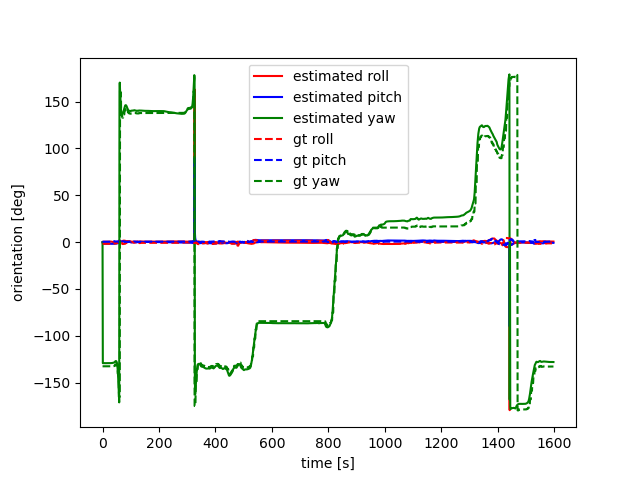 estimated roll
estimated pitch
estimated yaw
gt roll
gt pitch
gt yaw
orientation [deg]
150
100
50
0
−50
−100
−150
0 200 400 600 800 1000 1200 1400 1600
time [s]